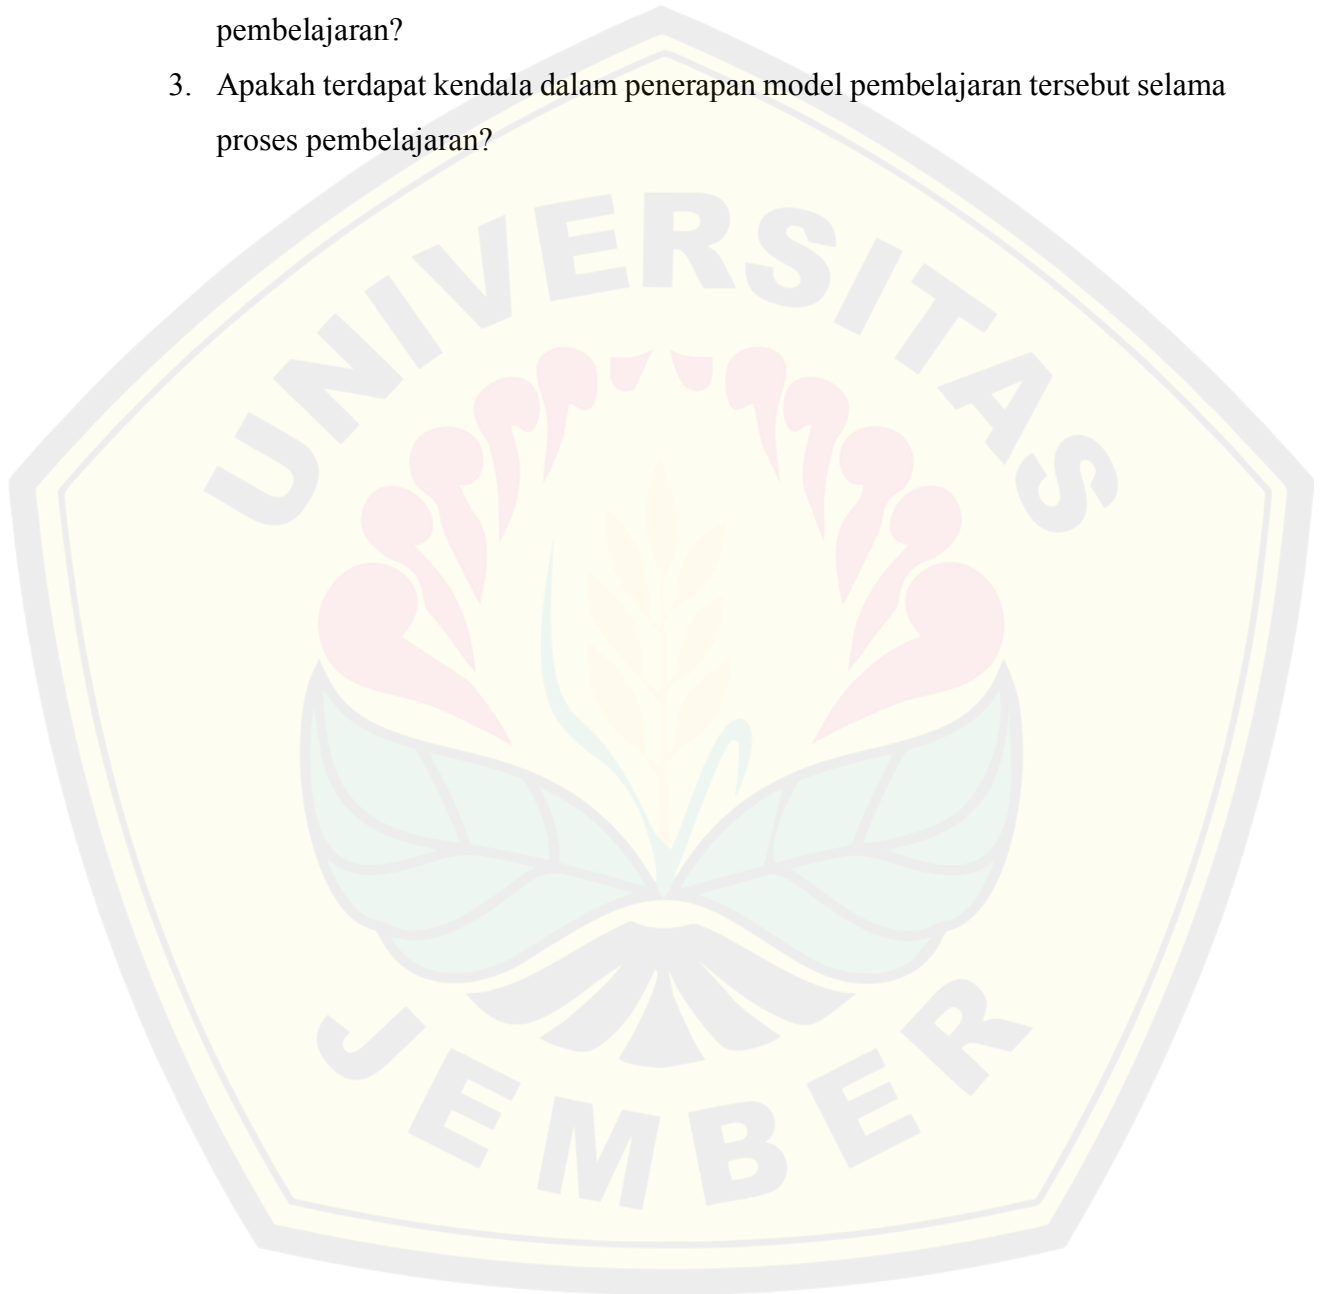 pembelajaran?
3. Apakah terdapat kendala dalam penerapan model pembelajaran tersebut selama
proses pembelajaran?
UNIVERSITAS
JEMBER